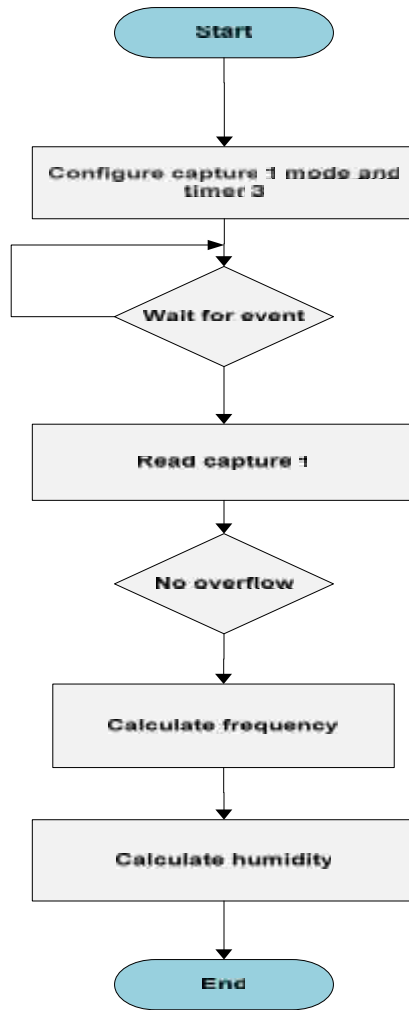 Start
Configure capture 1 mode and
timer 3
Wait for event
Read capture 1
No overflow
Calculate frequency
Calculate humidity
End